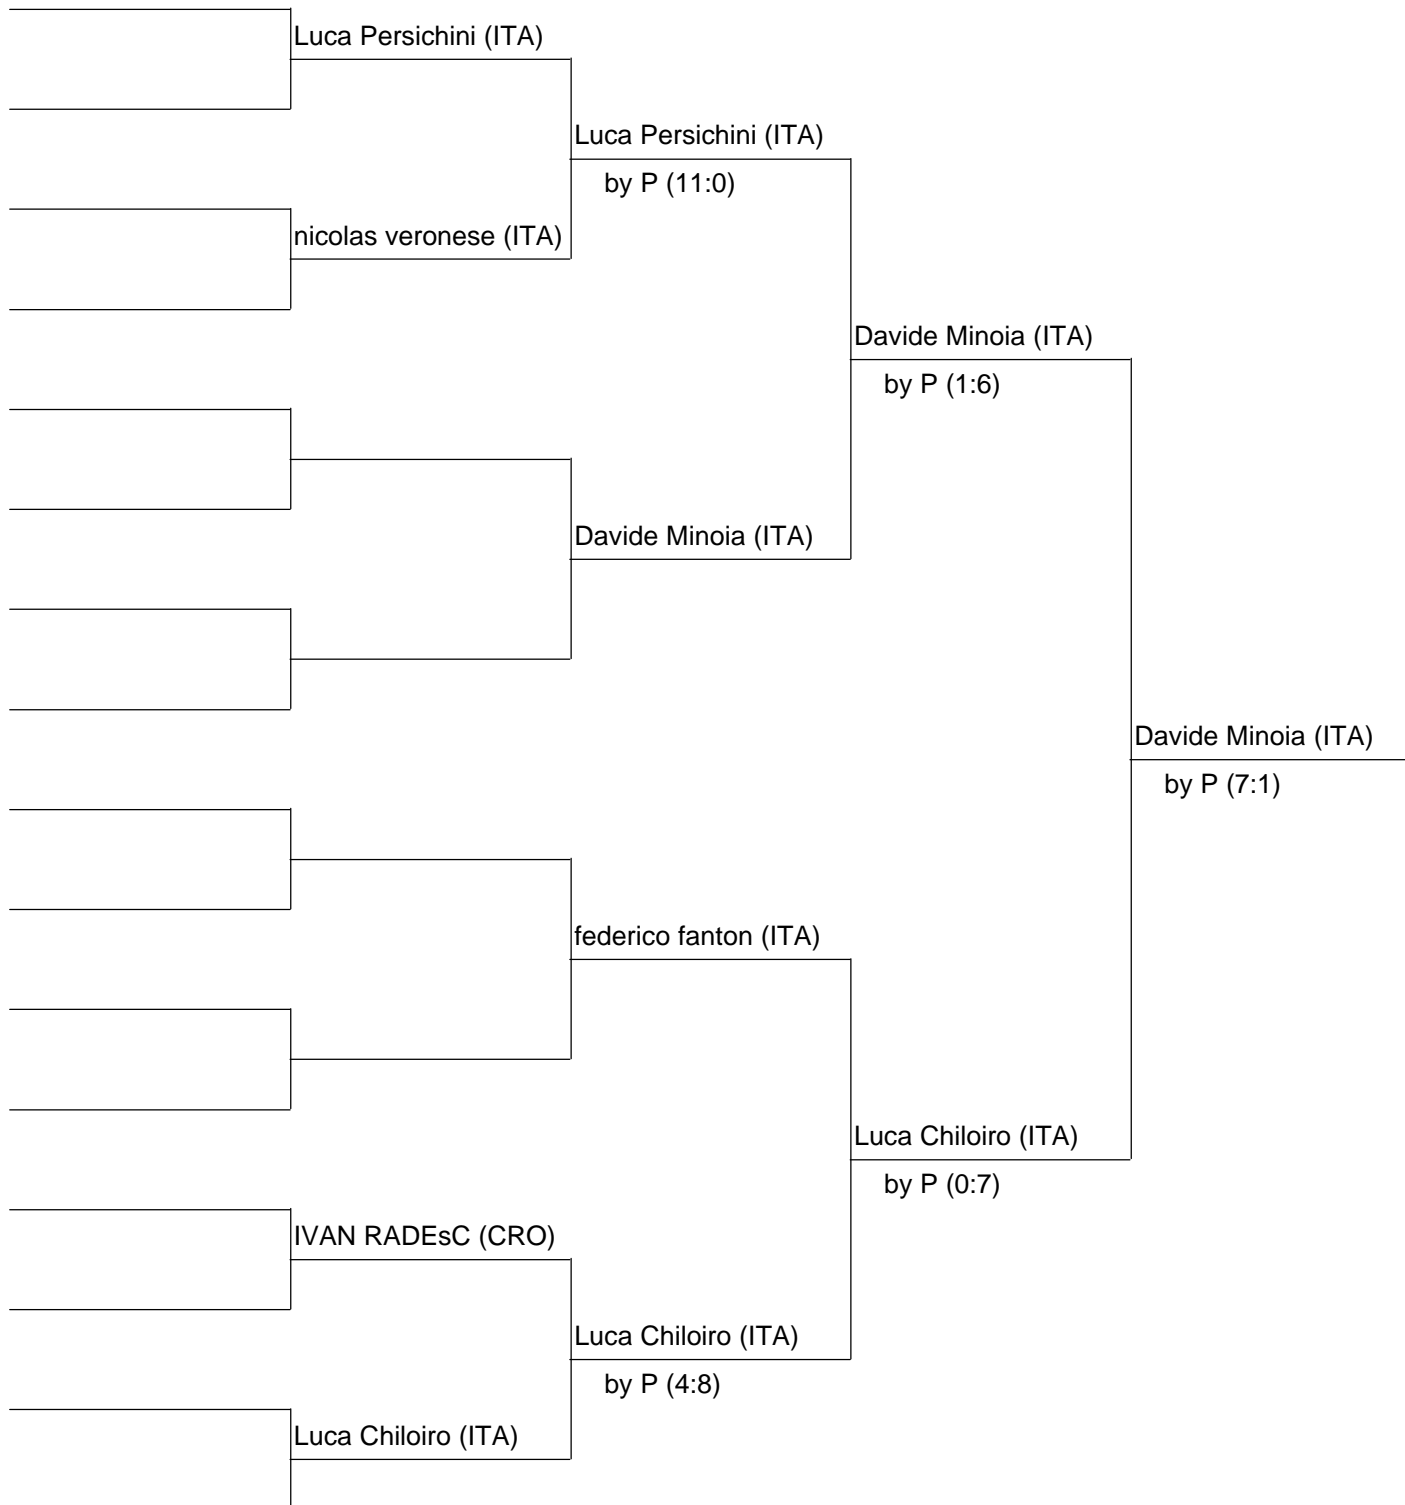 Luca Persichini (ITA)
Luca Persichini (ITA)
by P (11:0)
nicolas veronese (ITA)
Davide Minoia (ITA)
by P (1:6)
Davide Minoia (ITA)
Davide Minoia (ITA)
by P (7:1)
federico fanton (ITA)
Luca Chiloiro (ITA)
by P (0:7)
IVAN RADEsC (CRO)
Luca Chiloiro (ITA)
by P (4:8)
Luca Chiloiro (ITA)